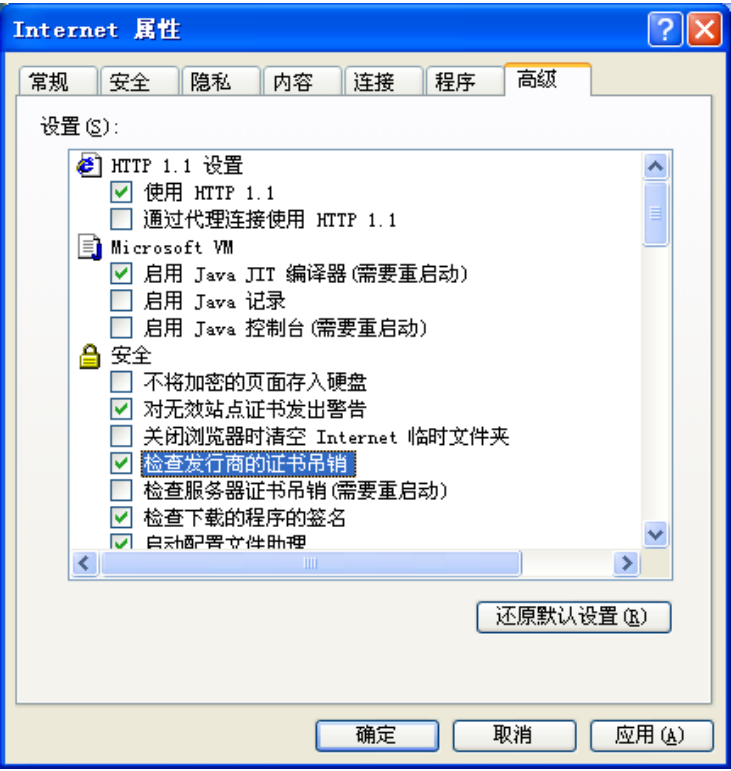 Internet 属性
常规 安全 隐私 内容 连接 程序 高级
设置(S):
HTTP 1.1 设置
使用 HTTP 1.1
通过代理连接使用 HTTP 1.1
Microsoft VM
启用 Java JIT 编译器(需要重启动)
启用 Java 记录
启用 Java 控制台(需要重启动)
安全
不将加密的页面存入硬盘
对无效站点证书发出警告
关闭浏览器时清空 Internet 临时文件夹
检查发行商的证书吊销
检查服务器证书吊销(需要重启动)
检查下载的程序的签名
启动配置文件助理
还原默认设置(R)
确定 取消 应用(A)